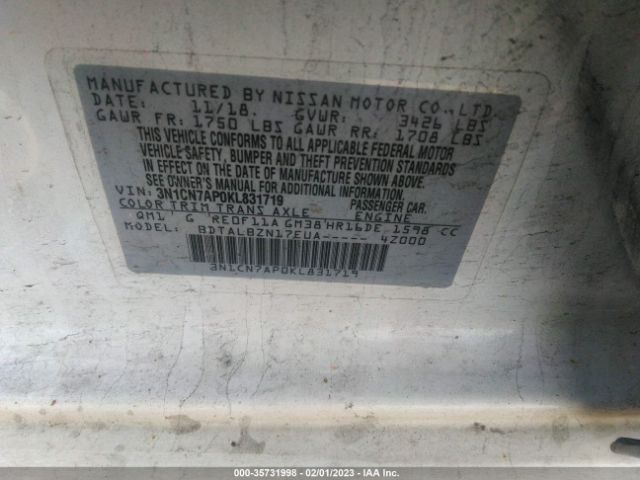 MANUFACTURED BY NISSAN MOTOR CO., LTD.
DATE: 11/18. GVWR: 3426 LBS
GAWR FR: 1750 LBS GAWR RR: 1708 LBS
THIS VEHICLE CONFORMS TO ALL APPLICABLE FEDERAL MOTOR
VEHICLE SAFETY, BUMPER AND THEFT PREVENTION STANDARDS
IN EFFECT ON THE DATE OF MANUFACTURE SHOWN ABOVE.
SEE OWNER'S MANUAL FOR ADDITIONAL INFORMATION.
VIN: 3N1CN7AP0KL831719 PASSENGER CAR.
COLOR TRIM TRANS AXLE ENGINE
QM1 G RE0F11A GM38 HR16DE 1598 CC
MODEL: BDTALBZN17EUA----- 42000
3N1CN7AP0KL831719
000-35731998 - 02/01/2023 - IAA Inc.